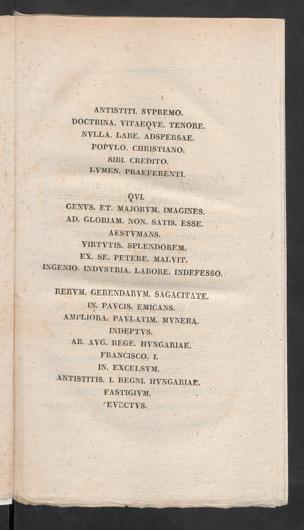 ANTISTITI. SVPREMO.
DOCTRINA. VITAEQVE. TENORE.
NVLLA. LABE. ADSPERSAE.
POPVLO. CHRISTIANO.
SIBI. CREDITO.
LVMEN. PRAEFERENTI.
QVI.
GENVS. ET. MAJORVM. IMAGINES.
AD. GLORIAM. NON. SATIS. ESSE.
AESTVMANS.
VIRTVTIS. SPLENDOREM.
EX. SE. PETERE. MALVIT.
INGENIO. INDVSTRIA. LABORE. INDEFESSO.
RERVM. GERENDARVM. SAGACITATE.
IN. PAVCIS. EMICANS.
AMPLIORA. PAVLATIM. MVNERA.
INDEPTVS.
AB. AVG. REGE. HVNGARIAE.
FRANCISCO. I.
IN. EXCELSVM.
ANTISTITIS. I. REGNI. HVNGARIAE.
FASTIGIVM.
EVECTVS.